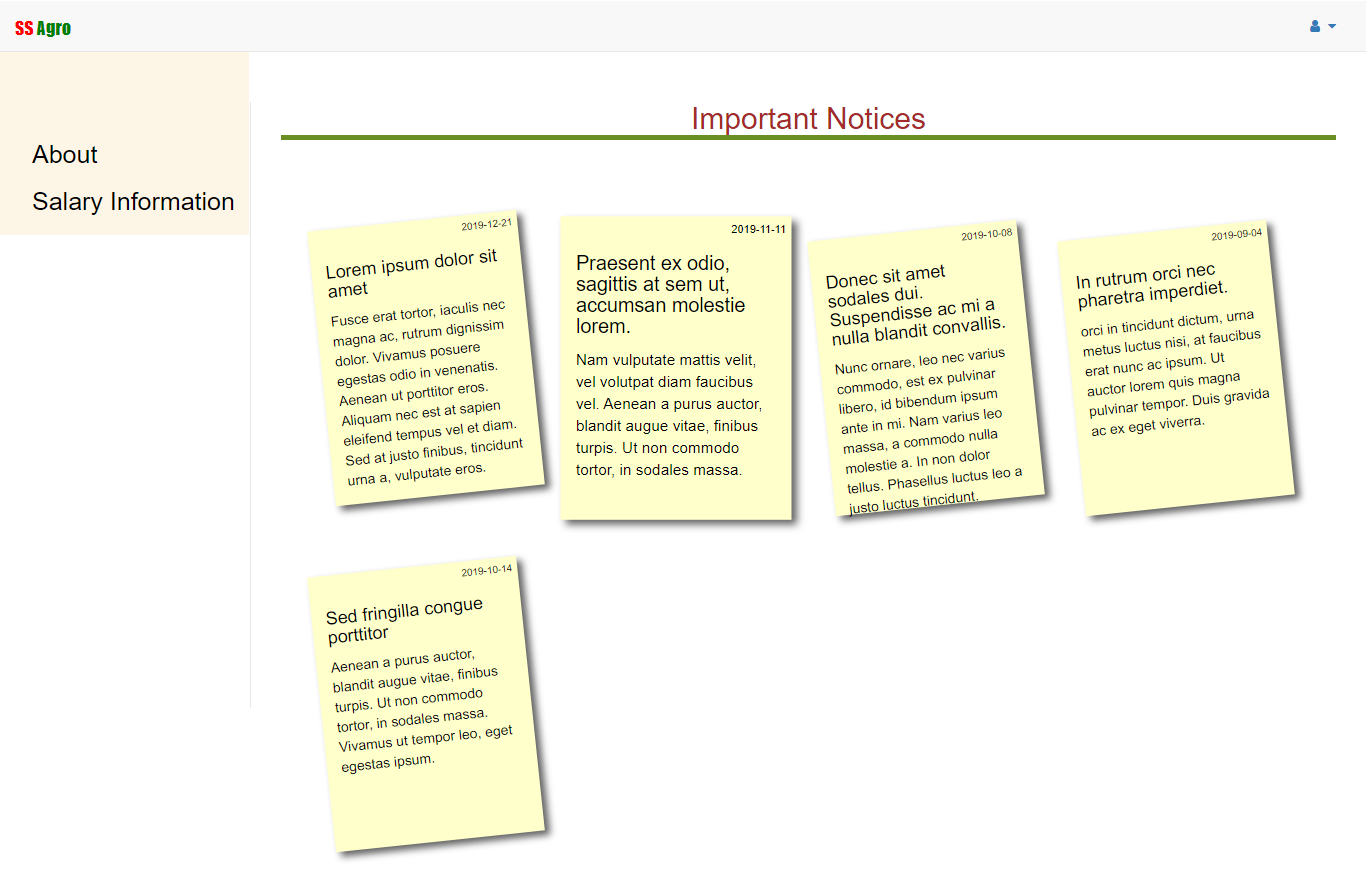 SS Agro
About
Salary Information
Important Notices
2019-12-21
Lorem ipsum dolor sit
amet
Fusce erat tortor, iaculis nec
magna ac, rutrum dignissim
dolor. Vivamus posuere
egestas odio in venenatis.
Aenean ut porttitor eros.
Aliquam nec est at sapien
eleifend tempus vel et diam.
Sed at justo finibus, tincidunt
urna a, vulputate eros.
2019-11-11
Praesent ex odio,
sagittis at sem ut,
accumsan molestie
lorem.
Nam vulputate mattis velit,
vel volutpat diam faucibus
vel. Aenean a purus auctor,
blandit augue vitae, finibus
turpis. Ut non commodo
tortor, in sodales massa.
2019-10-08
Donec sit amet
sodales dui.
Suspendisse ac mi a
nulla blandit convallis.
Nunc ornare, leo nec varius
commodo, est ex pulvinar
libero, id bibendum ipsum
ante in mi. Nam varius leo
massa, a commodo nulla
molestie a. In non dolor
tellus. Phasellus luctus leo a
justo luctus tincidunt.
2019-09-04
In rutrum orci nec
pharetra imperdiet.
orci in tincidunt dictum, urna
metus luctus nisi, at faucibus
erat nunc ac ipsum. Ut
auctor lorem quis magna
pulvinar tempor. Duis gravida
ac ex eget viverra.
2019-10-14
Sed fringilla congue
porttitor
Aenean a purus auctor,
blandit augue vitae, finibus
turpis. Ut non commodo
tortor, in sodales massa.
Vivamus ut tempor leo, eget
egestas ipsum.